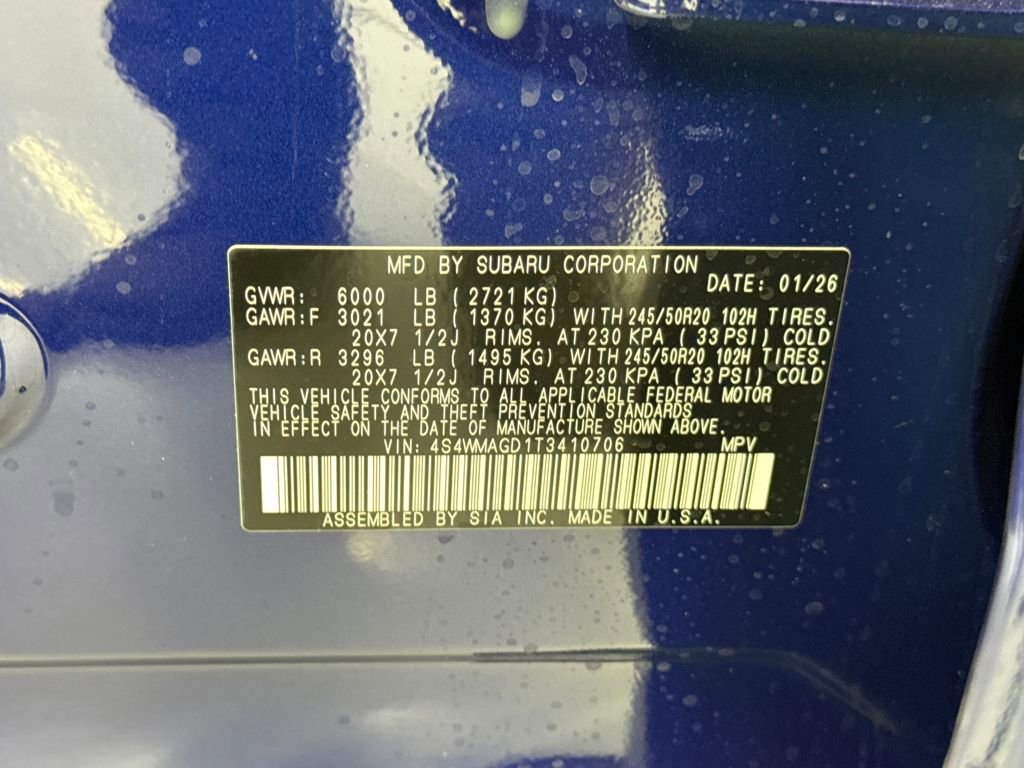 MFD BY SUBARU CORPORATION
DATE: 01/26
GVWR: 6000 LB ( 2721 KG)
GAWR:F 3021 LB ( 1370 KG) WITH 245/50R20 102H TIRES.
20X7 1/2J RIMS. AT 230 KPA ( 33 PSI) COLD
GAWR:R 3296 LB ( 1495 KG) WITH 245/50R20 102H TIRES.
20X7 1/2J RIMS. AT 230 KPA ( 33 PSI) COLD
THIS VEHICLE CONFORMS TO ALL APPLICABLE FEDERAL MOTOR
VEHICLE SAFETY AND THEFT PREVENTION STANDARDS
IN EFFECT ON THE DATE OF MANUFACTURE SHOWN ABOVE.
VIN: 4S4WMAGD1T3410706 MPV
ASSEMBLED BY SIA INC. MADE IN U.S.A.